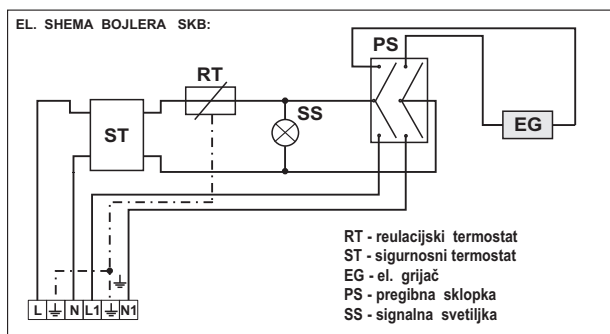 EL. SHEMA BOJLERA SKB:
PS
RT
SS
EG
ST
RT - reulacijski termostat
ST - sigurnosni termostat
EG - el. grijač
PS - pregibna sklopka
SS - signalna svetiljka
L N L1 N1